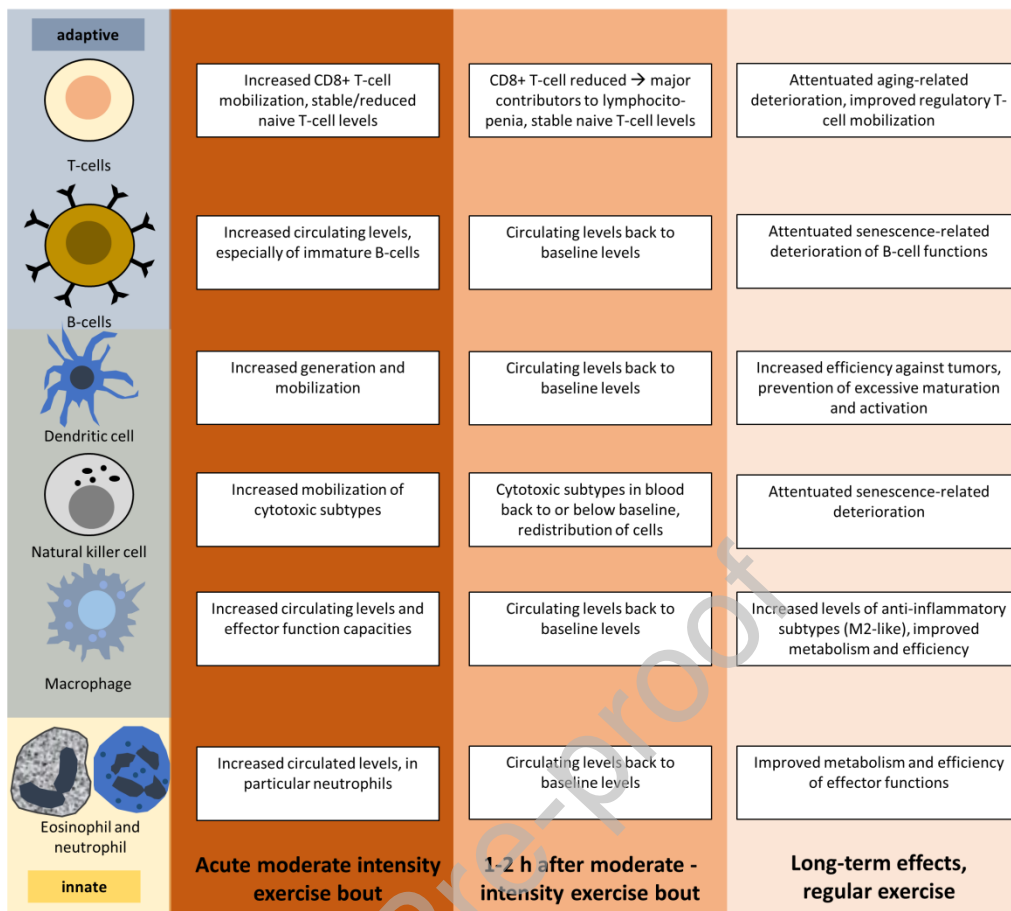 adaptive
T-cells
Increased CD8+ T-cell
mobilization, stable/reduced
naive T-cell levels
CD8+ T-cell reduced → major
contributors to lymphocito-
penia, stable naive T-cell levels
Attentuated aging-related
deterioration, improved regulatory T-
cell mobilization
B-cells
Increased circulating levels,
especially of immature B-cells
Circulating levels back to
baseline levels
Attentuated senescence-related
deterioration of B-cell functions
Dendritic cell
Increased generation and
mobilization
Circulating levels back to
baseline levels
Increased efficiency against tumors,
prevention of excessive maturation
and activation
Natural killer cell
Increased mobilization of
cytotoxic subtypes
Cytotoxic subtypes in blood
back to or below baseline,
redistribution of cells
Attentuated senescence-related
deterioration
Macrophage
Increased circulating levels and
effector function capacities
Circulating levels back to
baseline levels
Increased levels of anti-inflammatory
subtypes (M2-like), improved
metabolism and efficiency
Eosinophil and
neutrophil
Increased circulated levels, in
particular neutrophils
Circulating levels back to
baseline levels
Improved metabolism and efficiency
of effector functions
innate
Acute moderate intensity
exercise bout
1-2 h after moderate -
intensity exercise bout
Long-term effects,
regular exercise
re-proof